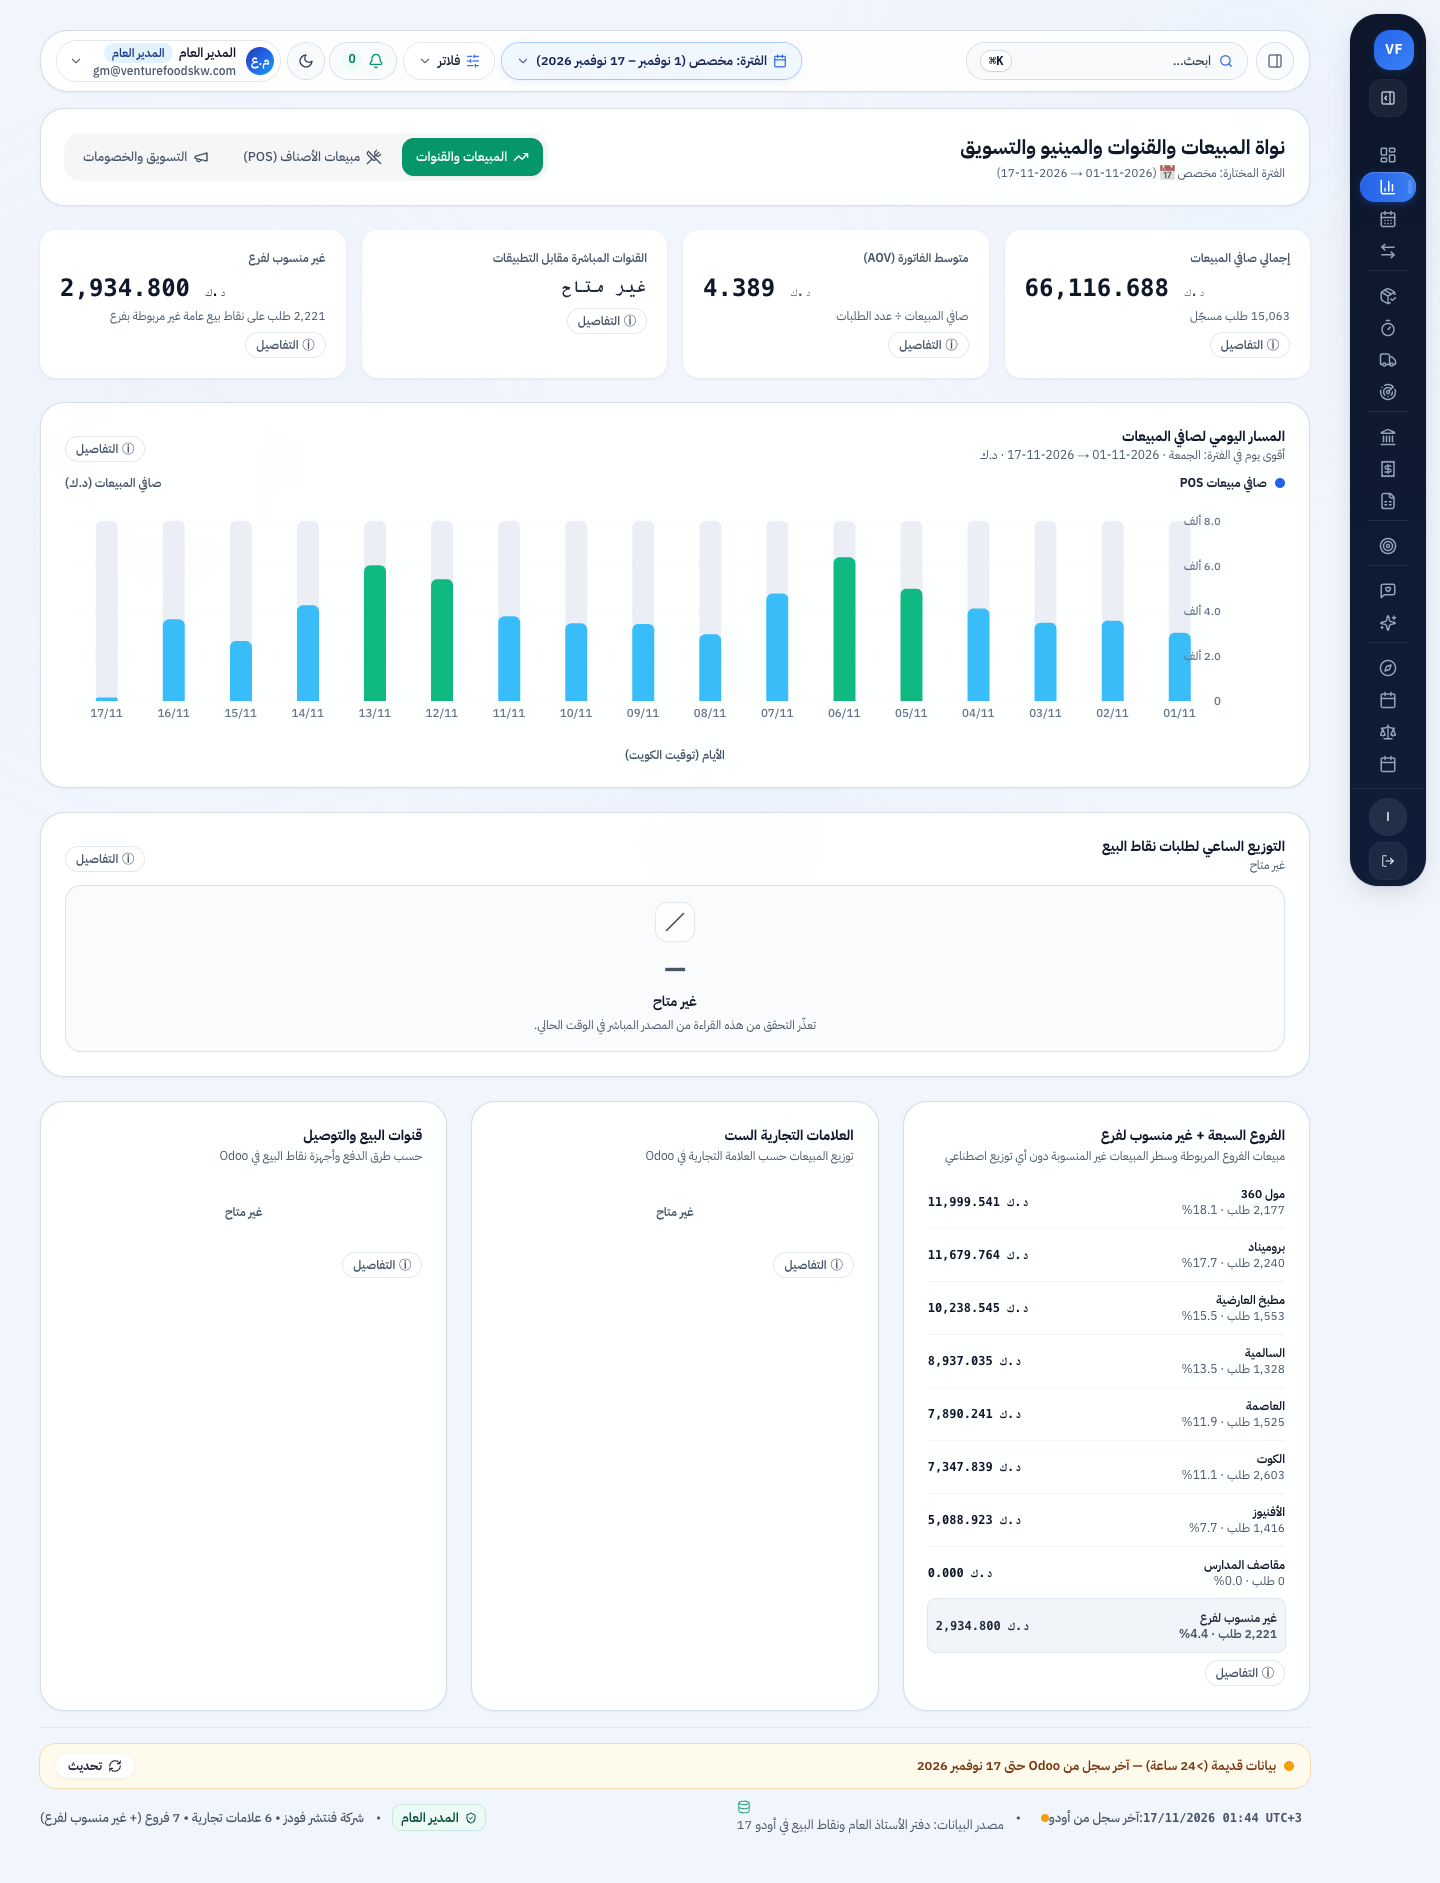 VF
ابحث...
⌘K
الفترة: مخصص (1 نوفمبر – 17 نوفمبر 2026)
فلاتر
0
م.ع
المدير العام
المدير العام
gm@venturefoodskw.com
نواة المبيعات والقنوات والمينيو والتسويق
الفترة المختارة: مخصص 📅 (2026-11-01 → 2026-11-17)
المبيعات والقنوات
مبيعات الأصناف (POS)
التسويق والخصومات
إجمالي صافي المبيعات
66,116.688 د.ك
15,063 طلب مسجّل
ⓘ التفاصيل
متوسط الفاتورة (AOV)
4.389 د.ك
صافي المبيعات ÷ عدد الطلبات
ⓘ التفاصيل
القنوات المباشرة مقابل التطبيقات
غير متاح
ⓘ التفاصيل
غير منسوب لفرع
2,934.800 د.ك
2,221 طلب على نقاط بيع عامة غير مربوطة بفرع
ⓘ التفاصيل
المسار اليومي لصافي المبيعات
أقوى يوم في الفترة: الجمعة · 2026-11-01 → 2026-11-17 · د.ك
ⓘ التفاصيل
صافي مبيعات POS
صافي المبيعات (د.ك)
8.0 ألف
6.0 ألف
4.0 ألف
2.0 ألف
0
01/11
02/11
03/11
04/11
05/11
06/11
07/11
08/11
09/11
10/11
11/11
12/11
13/11
14/11
15/11
16/11
17/11
الأيام (توقيت الكويت)
التوزيع الساعي لطلبات نقاط البيع
غير متاح
ⓘ التفاصيل
—
غير متاح
تعذّر التحقق من هذه القراءة من المصدر المباشر في الوقت الحالي.
الفروع السبعة + غير منسوب لفرع
مبيعات الفروع المربوطة وسطر المبيعات غير المنسوبة دون أي توزيع اصطناعي
مول 360
2,177 طلب · 18.1%
11,999.541 د.ك
بروميناد
2,240 طلب · 17.7%
11,679.764 د.ك
مطبخ العارضية
1,553 طلب · 15.5%
10,238.545 د.ك
السالمية
1,328 طلب · 13.5%
8,937.035 د.ك
العاصمة
1,525 طلب · 11.9%
7,890.241 د.ك
الكوت
2,603 طلب · 11.1%
7,347.839 د.ك
الأفنيوز
1,416 طلب · 7.7%
5,088.923 د.ك
مقاصف المدارس
0 طلب · 0.0%
0.000 د.ك
غير منسوب لفرع
2,221 طلب · 4.4%
2,934.800 د.ك
ⓘ التفاصيل
العلامات التجارية الست
توزيع المبيعات حسب العلامة التجارية في Odoo
غير متاح
ⓘ التفاصيل
قنوات البيع والتوصيل
حسب طرق الدفع وأجهزة نقاط البيع في Odoo
غير متاح
ⓘ التفاصيل
بيانات قديمة (>24 ساعة) — آخر سجل من Odoo حتى 17 نوفمبر 2026
تحديث
آخر سجل من أودو: 17/11/2026 01:44 UTC+3
•
مصدر البيانات: دفتر الأستاذ العام ونقاط البيع في أودو 17
المدير العام
•
شركة فنتشر فودز • 6 علامات تجارية • 7 فروع (+ غير منسوب لفرع)
I